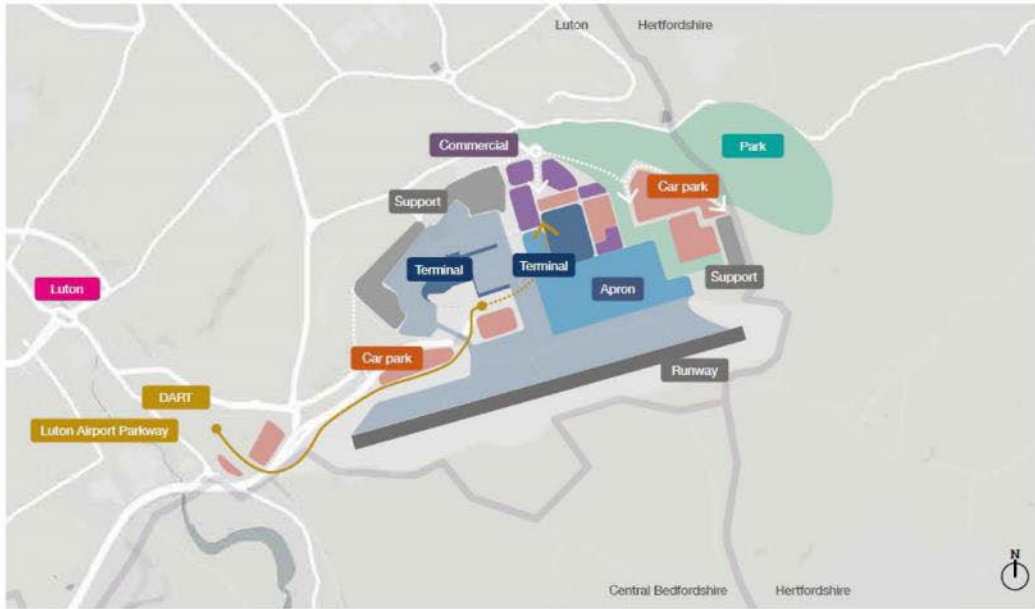 Luton Hertfordshire
Commercial
Park
Car park
Support
Terminal
Terminal
Support
Apron
Luton
Car park
Runway
DART
Luton Airport Parkway
N
Central Bedfordshire Hertfordshire